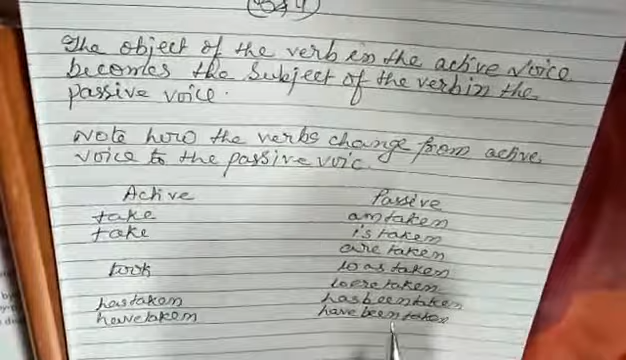 The object of the verb in the active voice
becomes the Subject of the verb in the
passive voice.
Note how the verbs change from active
voice to the passive voic.
Active Passive
take am taken
take is taken
are taken
took was taken
were taken
has taken has been taken
have taken have been taken